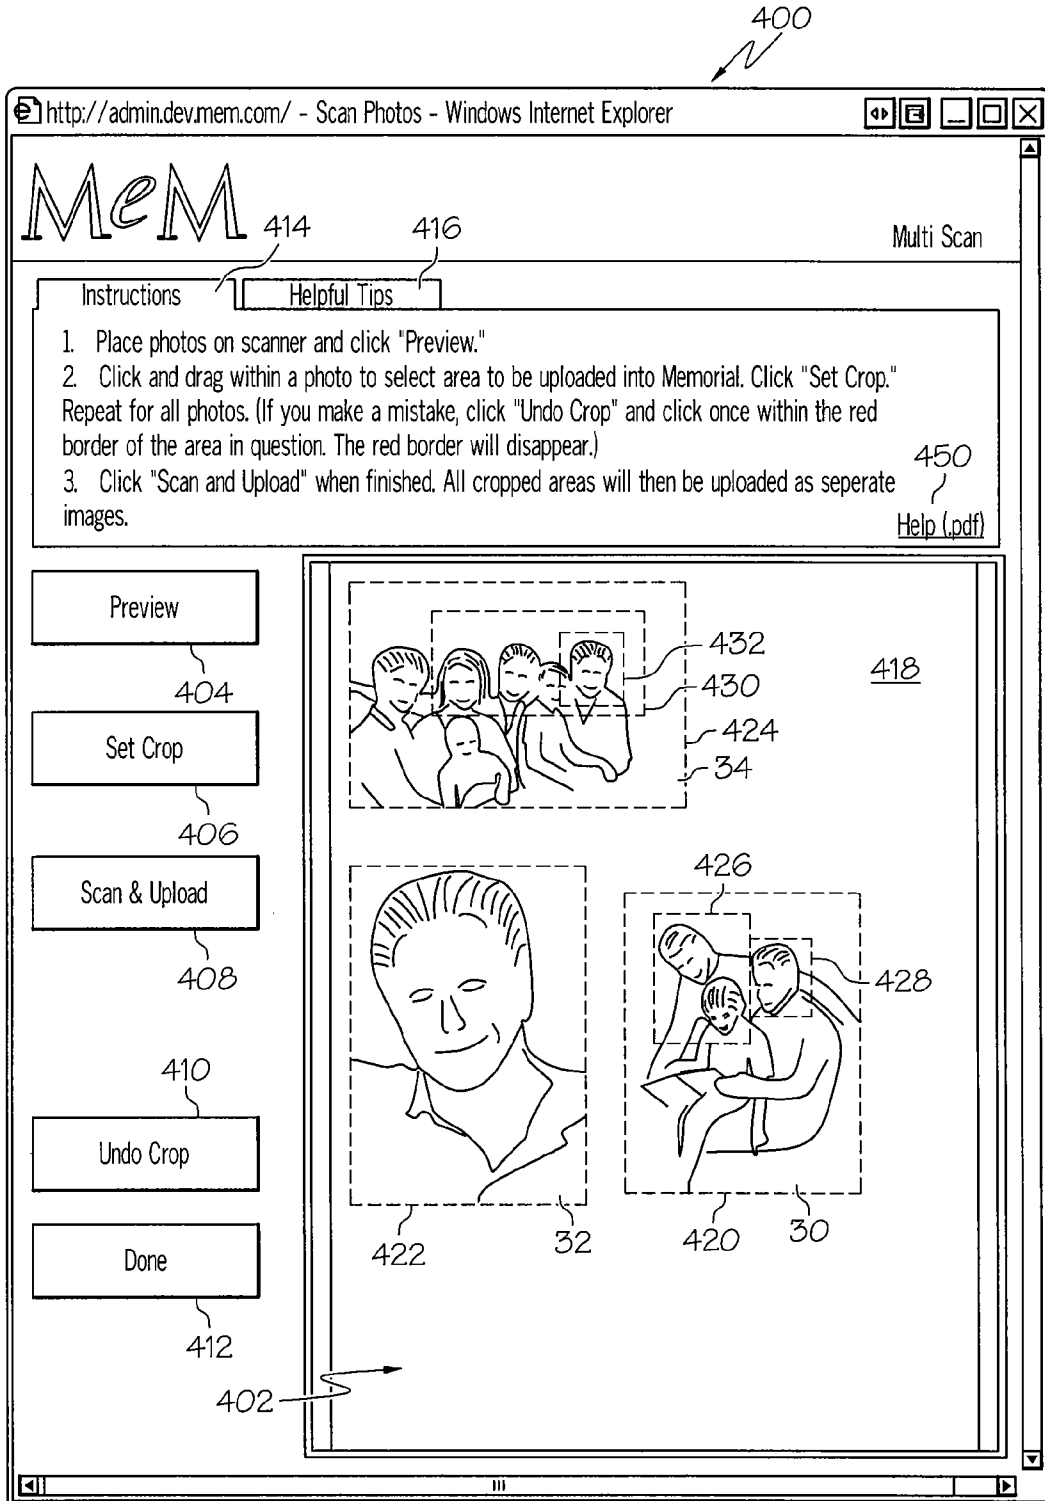 400
http://admin.dev.mem.com/ - Scan Photos - Windows Internet Explorer
MeM
414
416
Multi Scan
Instructions
Helpful Tips
1. Place photos on scanner and click "Preview."
2. Click and drag within a photo to select area to be uploaded into Memorial. Click "Set Crop."
Repeat for all photos. (If you make a mistake, click "Undo Crop" and click once within the red
border of the area in question. The red border will disappear.)
450
3. Click "Scan and Upload" when finished. All cropped areas will then be uploaded as seperate
images.
Help (.pdf)
Preview
404
432
418
430
424
34
Set Crop
406
426
Scan & Upload
408
428
410
Undo Crop
422
32
420
30
Done
412
402